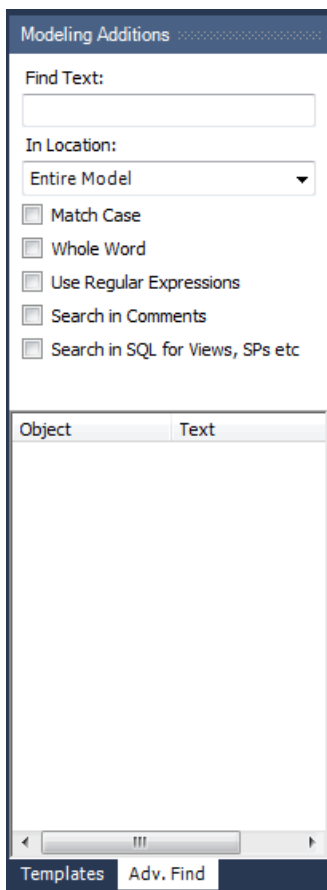 Modeling Additions
Find Text:
In Location:
Entire Model
Match Case
Whole Word
Use Regular Expressions
Search in Comments
Search in SQL for Views, SPs etc
Object Text
Templates Adv. Find